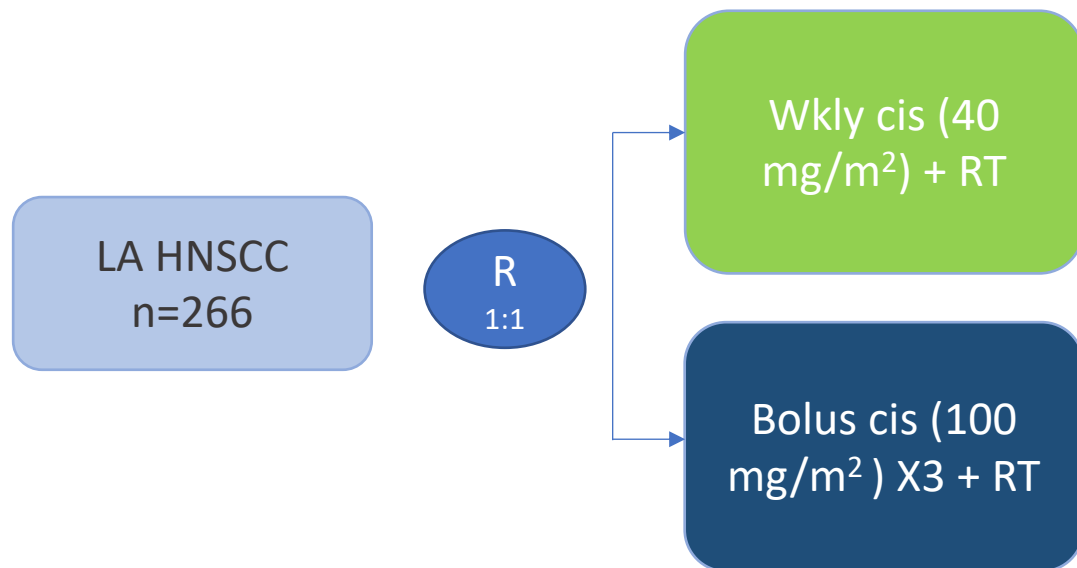 LA HNSCC
n=266
R
1:1
Wkly cis (40
mg/m²) + RT
Bolus cis (100
mg/m² ) X3 + RT